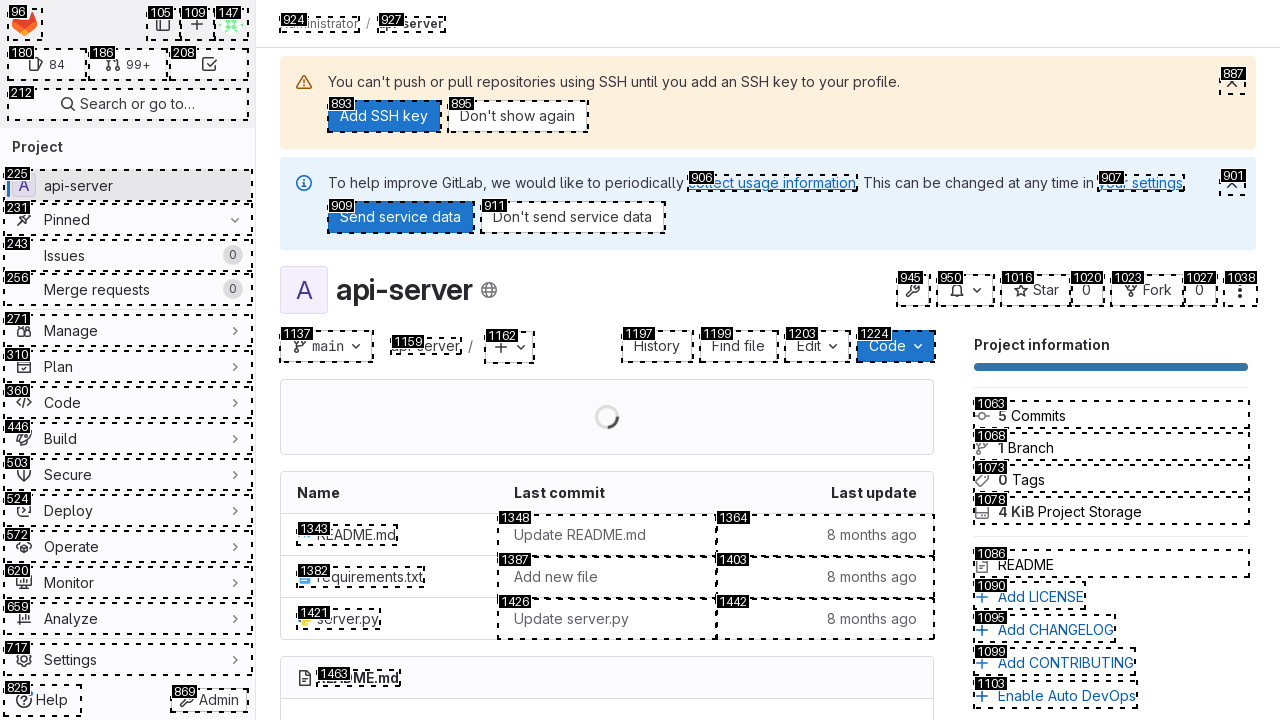 96
105
109
147
180
84
186
99+
208
212
Search or go to…
Project
225
A
api-server
231
Pinned
243
Issues
0
256
Merge requests
0
271
Manage
310
Plan
360
Code
446
Build
503
Secure
524
Deploy
572
Operate
620
Monitor
659
Analyze
717
Settings
825
Help
869
Admin
924
927
Administrator / api-server
You can't push or pull repositories using SSH until you add an SSH key to your profile.
887
893
Add SSH key
895
Don't show again
906
907
901
To help improve GitLab, we would like to periodically collect usage information. This can be changed at any time in your settings.
909
Send service data
911
Don't send service data
A
api-server
945
950
1016
Star
1020
0
1023
Fork
1027
0
1038
1137
main
1159
api-server /
1162
1197
History
1199
Find file
1203
Edit
1224
Code
Name
Last commit
Last update
1343
README.md
1348
Update README.md
1364
8 months ago
1382
requirements.txt
1387
Add new file
1403
8 months ago
1421
server.py
1426
Update server.py
1442
8 months ago
1463
README.md
Project information
1063
5 Commits
1068
1 Branch
1073
0 Tags
1078
4 KiB Project Storage
1086
README
1090
Add LICENSE
1095
Add CHANGELOG
1099
Add CONTRIBUTING
1103
Enable Auto DevOps